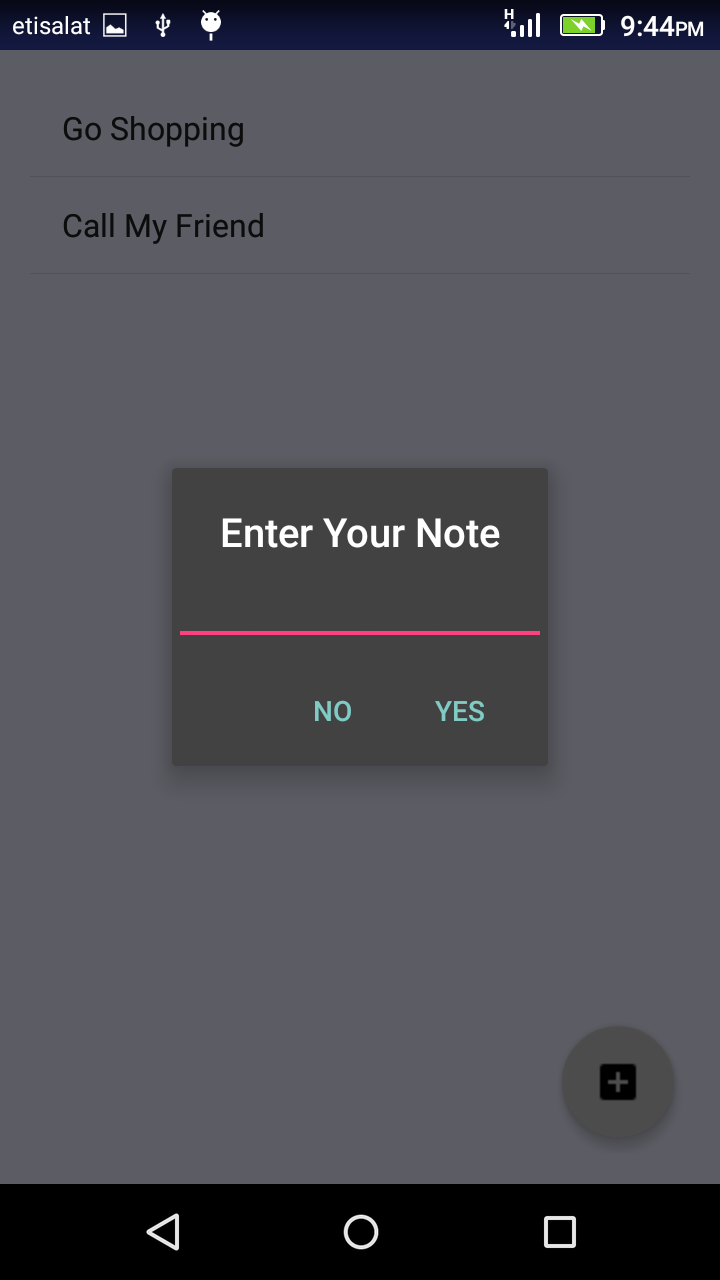 etisalat H 9:44PM
Go Shopping
Call My Friend
Enter Your Note
NO YES